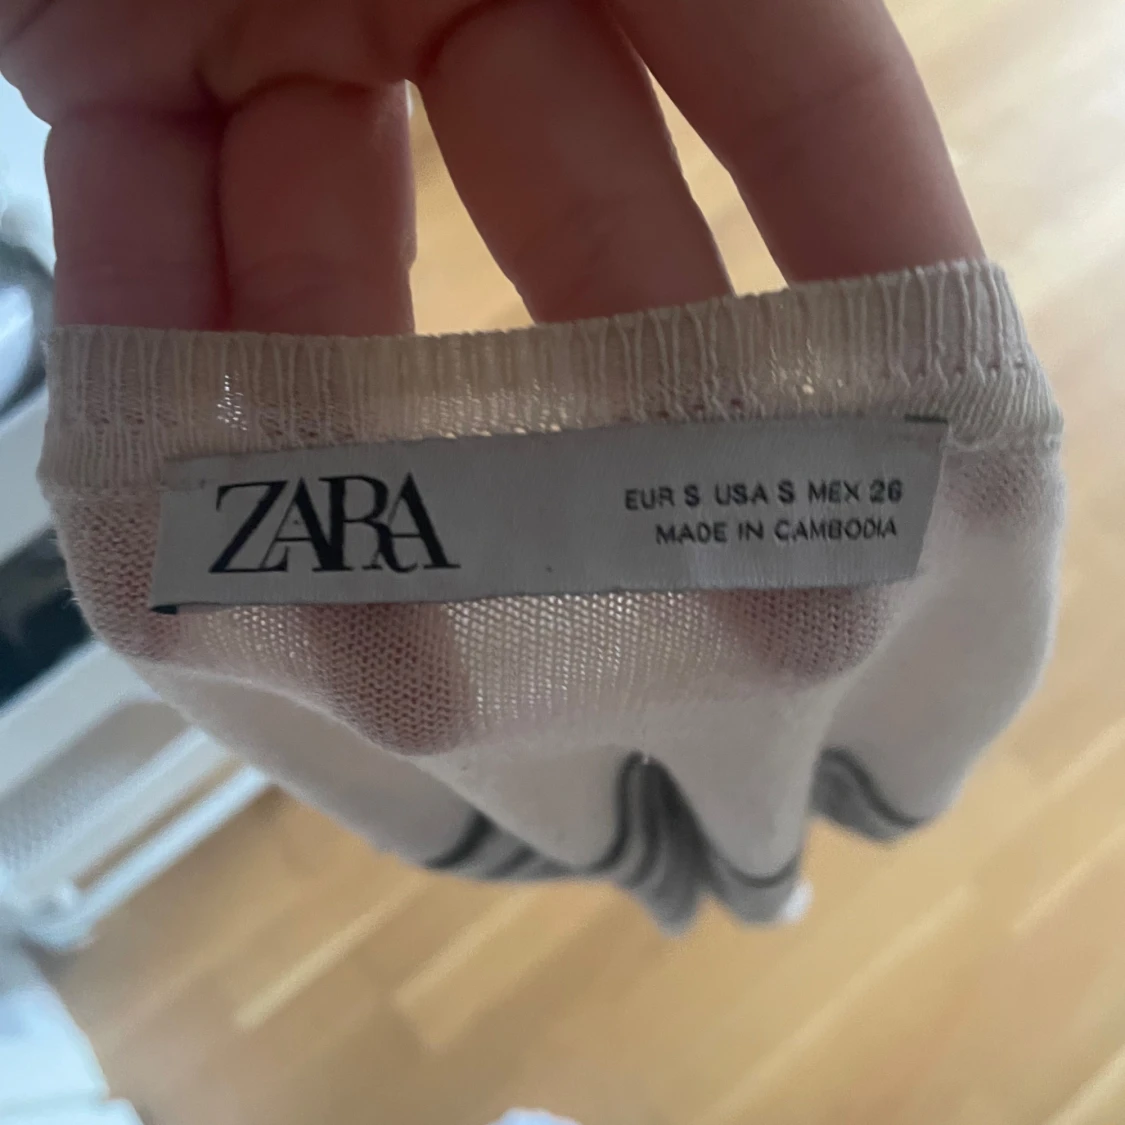 ZARA
EUR S USA S MEX 26
MADE IN CAMBODIA